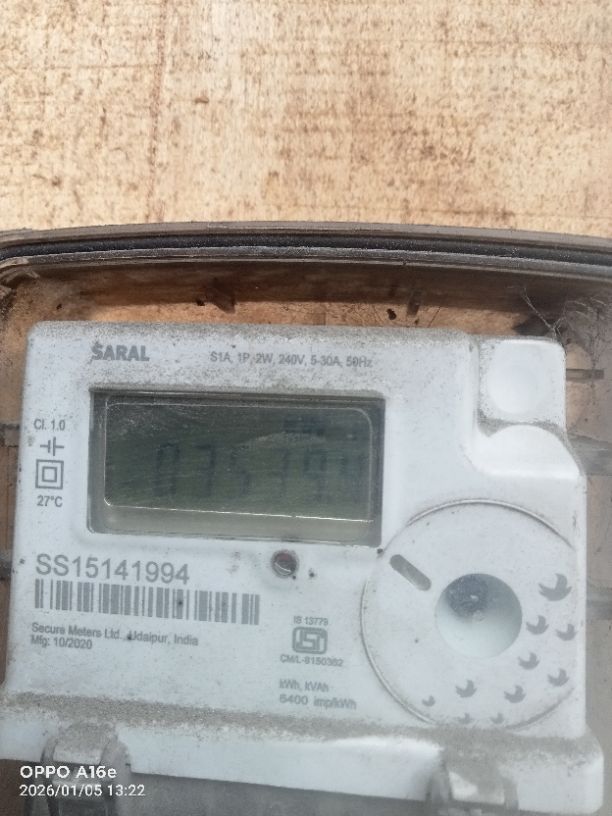 SARAL
S1A, 1P, 2W, 240V, 5-30A, 50Hz
Cl. 1.0
27°C
SS15141994
Secure Meters Ltd., Udaipur, India
Mfg: 10/2020
IS 13779
CM/L-8150362
kWh, kVAh
6400 imp/kWh
OPPO A16e
2026/01/05 13:22